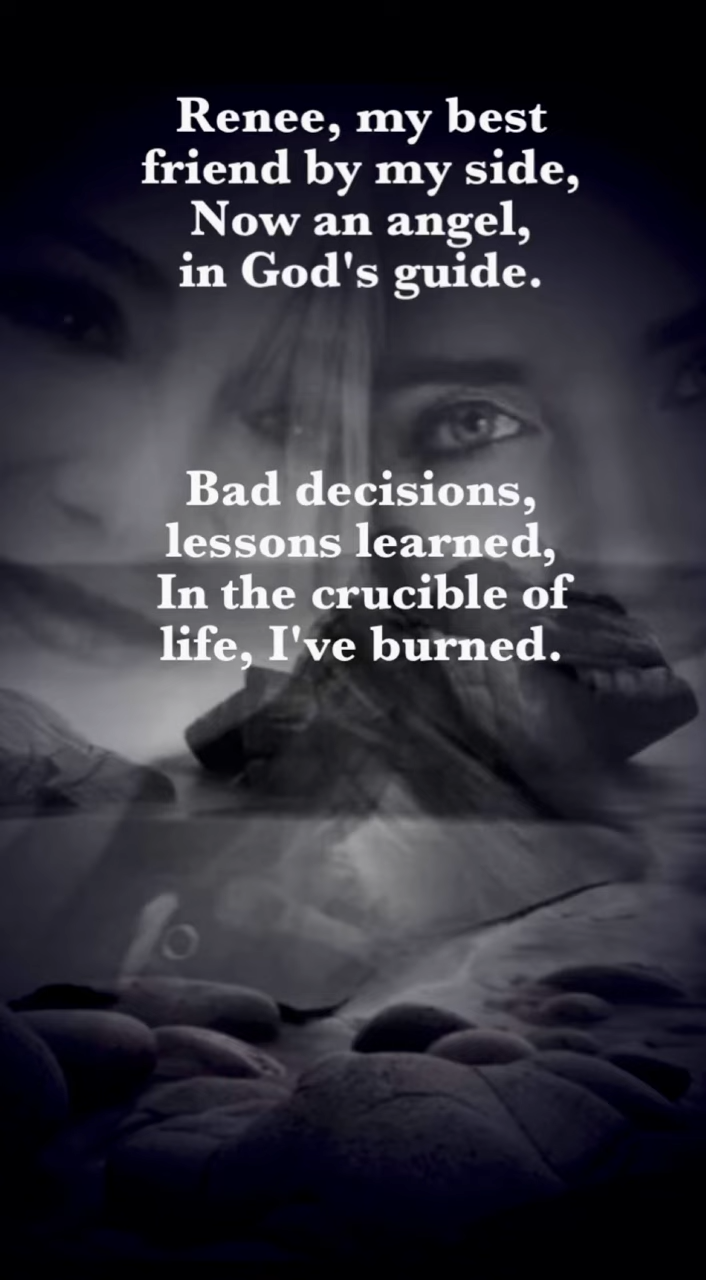 Renee, my best
friend by my side,
Now an angel,
in God's guide.
Bad decisions,
lessons learned,
In the crucible of
life, I've burned.